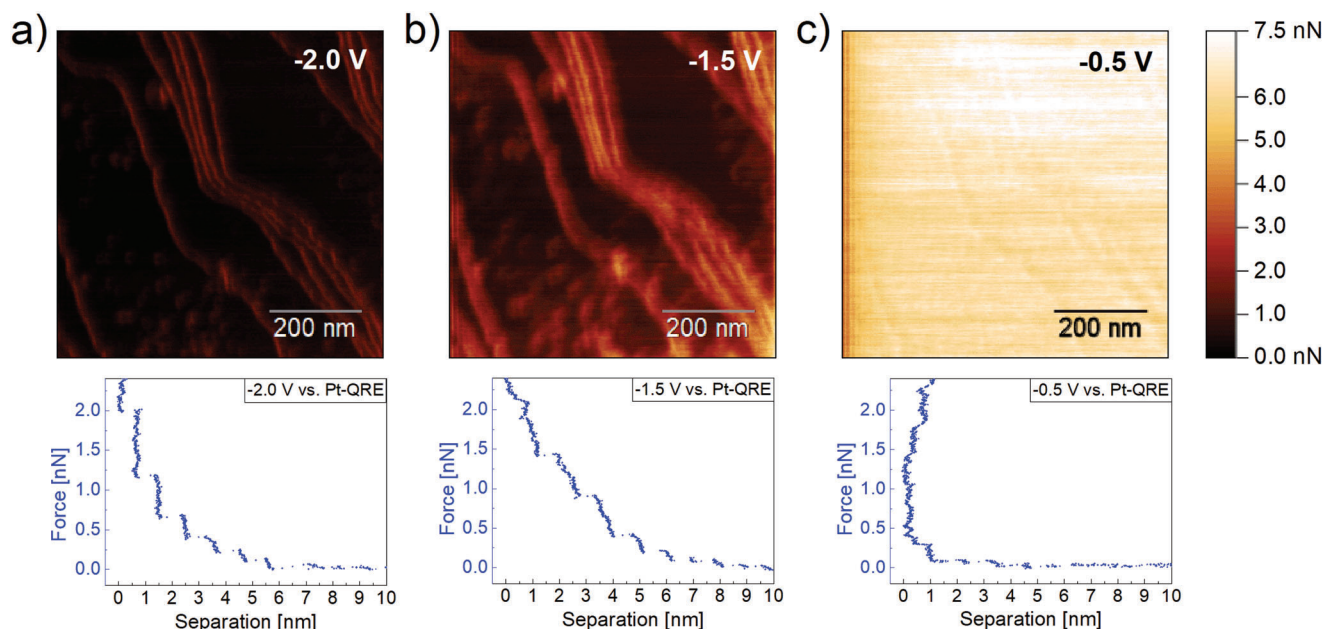 a)
-2.0 V
200 nm
b)
-1.5 V
200 nm
c)
-0.5 V
200 nm
7.5 nN
6.0
5.0
4.0
3.0
2.0
1.0
0.0 nN
-2.0 V vs. Pt-QRE
Force [nN]
2.0
1.5
1.0
0.5
0.0
0 1 2 3 4 5 6 7 8 9 10
Separation [nm]
-1.5 V vs. Pt-QRE
Force [nN]
2.0
1.5
1.0
0.5
0.0
0 1 2 3 4 5 6 7 8 9 10
Separation [nm]
-0.5 V vs. Pt-QRE
Force [nN]
2.0
1.5
1.0
0.5
0.0
0 1 2 3 4 5 6 7 8 9 10
Separation [nm]